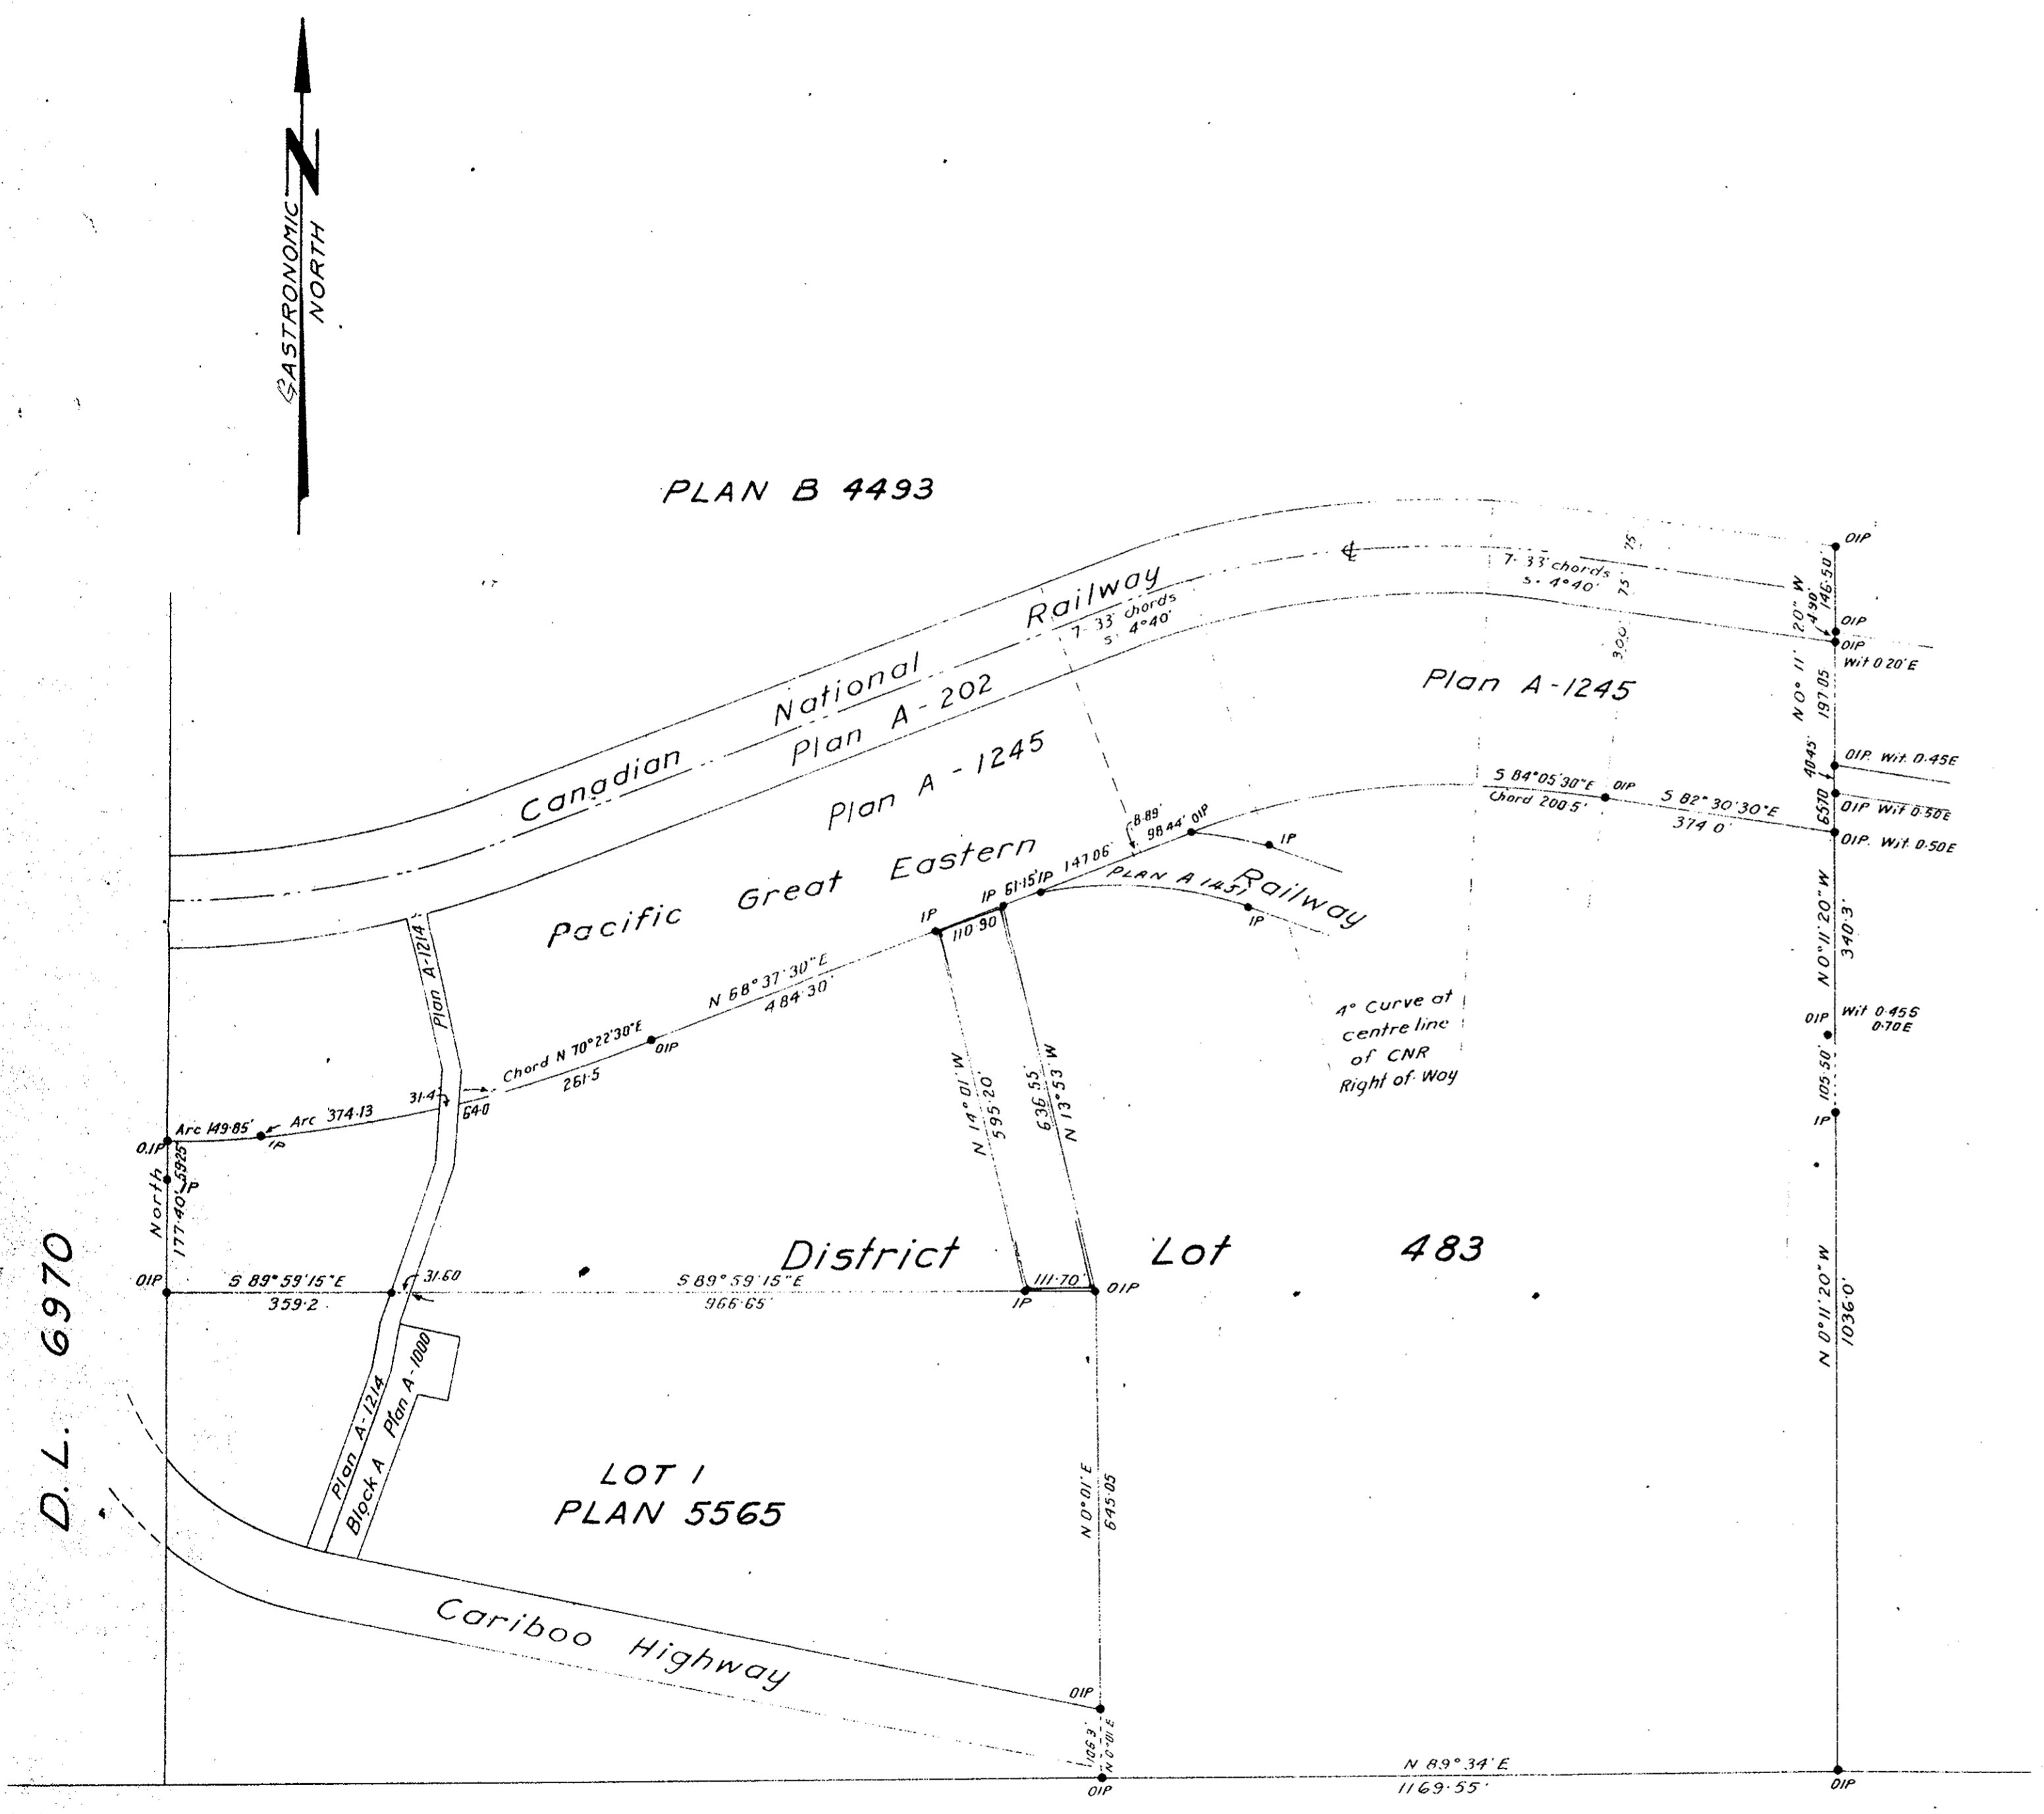 N
GASTRONOMIC
NORTH
PLAN B 4493
Canadian National Railway
Plan A-202
7-33' chords
s. 4°40'
℄
7-33' chords
s. 4°40'
75'
75'
300'
OIP
146.50'
N 0° 11' 20" W
4.90'
OIP
OIP
Wit 0.20'E
197.05
Plan A-1245
OIP. Wit. 0.45E
40.45'
OIP Wit 0.50E
65.70
OIP. Wit. 0.50E
S 84°05'30"E
Chord 200.5'
OIP
S 82°30'30"E
374.0'
Plan A-1245
Pacific Great Eastern Railway
8.89'
98.44'
OIP
IP
147.06'
PLAN A 1451
IP
IP
61.15'
IP
IP
110.90
N 68°37'30"E
484.30'
OIP
Chord N 70°22'30"E
261.5
Plan A-1214
31.4
64.0
Arc 149.85'
Arc 374.13
IP
O.IP
59.25
IP
North
177.40'
N 14°01' W
595.20'
636.55'
N 13°53' W
4° Curve at
centre line
of CNR
Right of Way
N 0°11'20" W
340.3'
OIP
Wit 0.45S
0.70E
105.50'
IP
District Lot 483
D.L. 6970
OIP
S 89°59'15"E
359.2
31.60
S 89°59'15"E
966.65'
111.70'
IP
OIP
N 0°11'20" W
1036.0'
Plan A-1214
Block A Plan A-1000
LOT 1
PLAN 5565
N 0°01' E
645.05
Cariboo Highway
OIP
106.3'
N 0°01' E
OIP
N 89°34' E
1169.55'
OIP